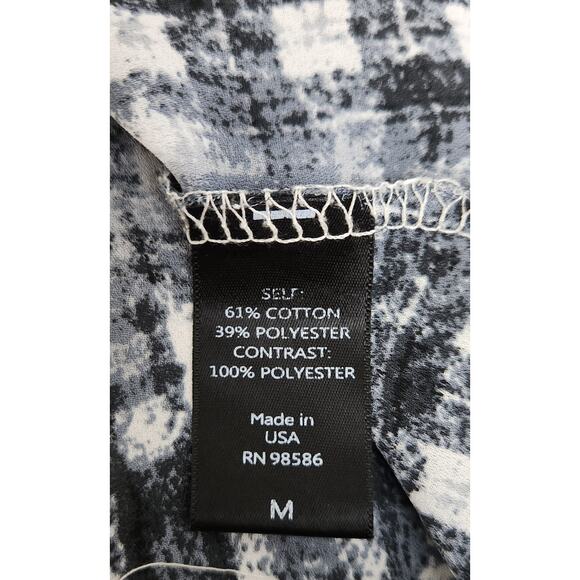 SELF:
61% COTTON
39% POLYESTER
CONTRAST:
100% POLYESTER
Made in
USA
RN 98586
M